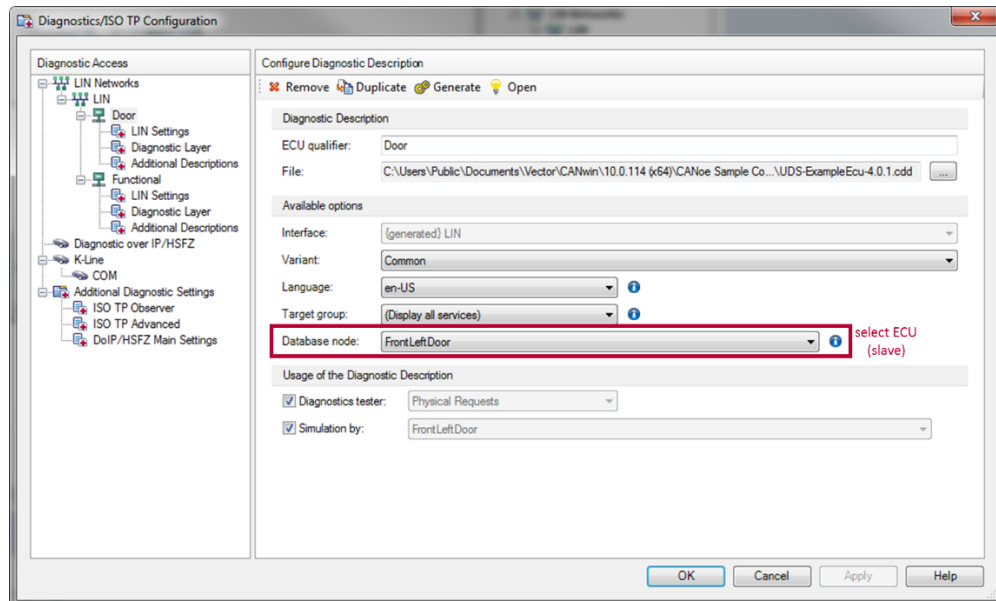 Diagnostics/ISO TP Configuration
Diagnostic Access
LIN Networks
LIN
Door
LIN Settings
Diagnostic Layer
Additional Descriptions
Functional
LIN Settings
Diagnostic Layer
Additional Descriptions
Diagnostic over IP/HSFZ
K-Line
COM
Additional Diagnostic Settings
ISO TP Observer
ISO TP Advanced
DoIP/HSFZ Main Settings
Configure Diagnostic Description
Remove Duplicate Generate Open
Diagnostic Description
ECU qualifier: Door
File: C:\Users\Public\Documents\Vector\CANwin\10.0.114 (x64)\CANoe Sample Co...\UDS-ExampleEcu-4.0.1.cdd ...
Available options
Interface: {generated} LIN
Variant: Common
Language: en-US
Target group: (Display all services)
Database node: FrontLeftDoor
select ECU
(slave)
Usage of the Diagnostic Description
Diagnostics tester: Physical Requests
Simulation by: FrontLeftDoor
OK Cancel Apply Help